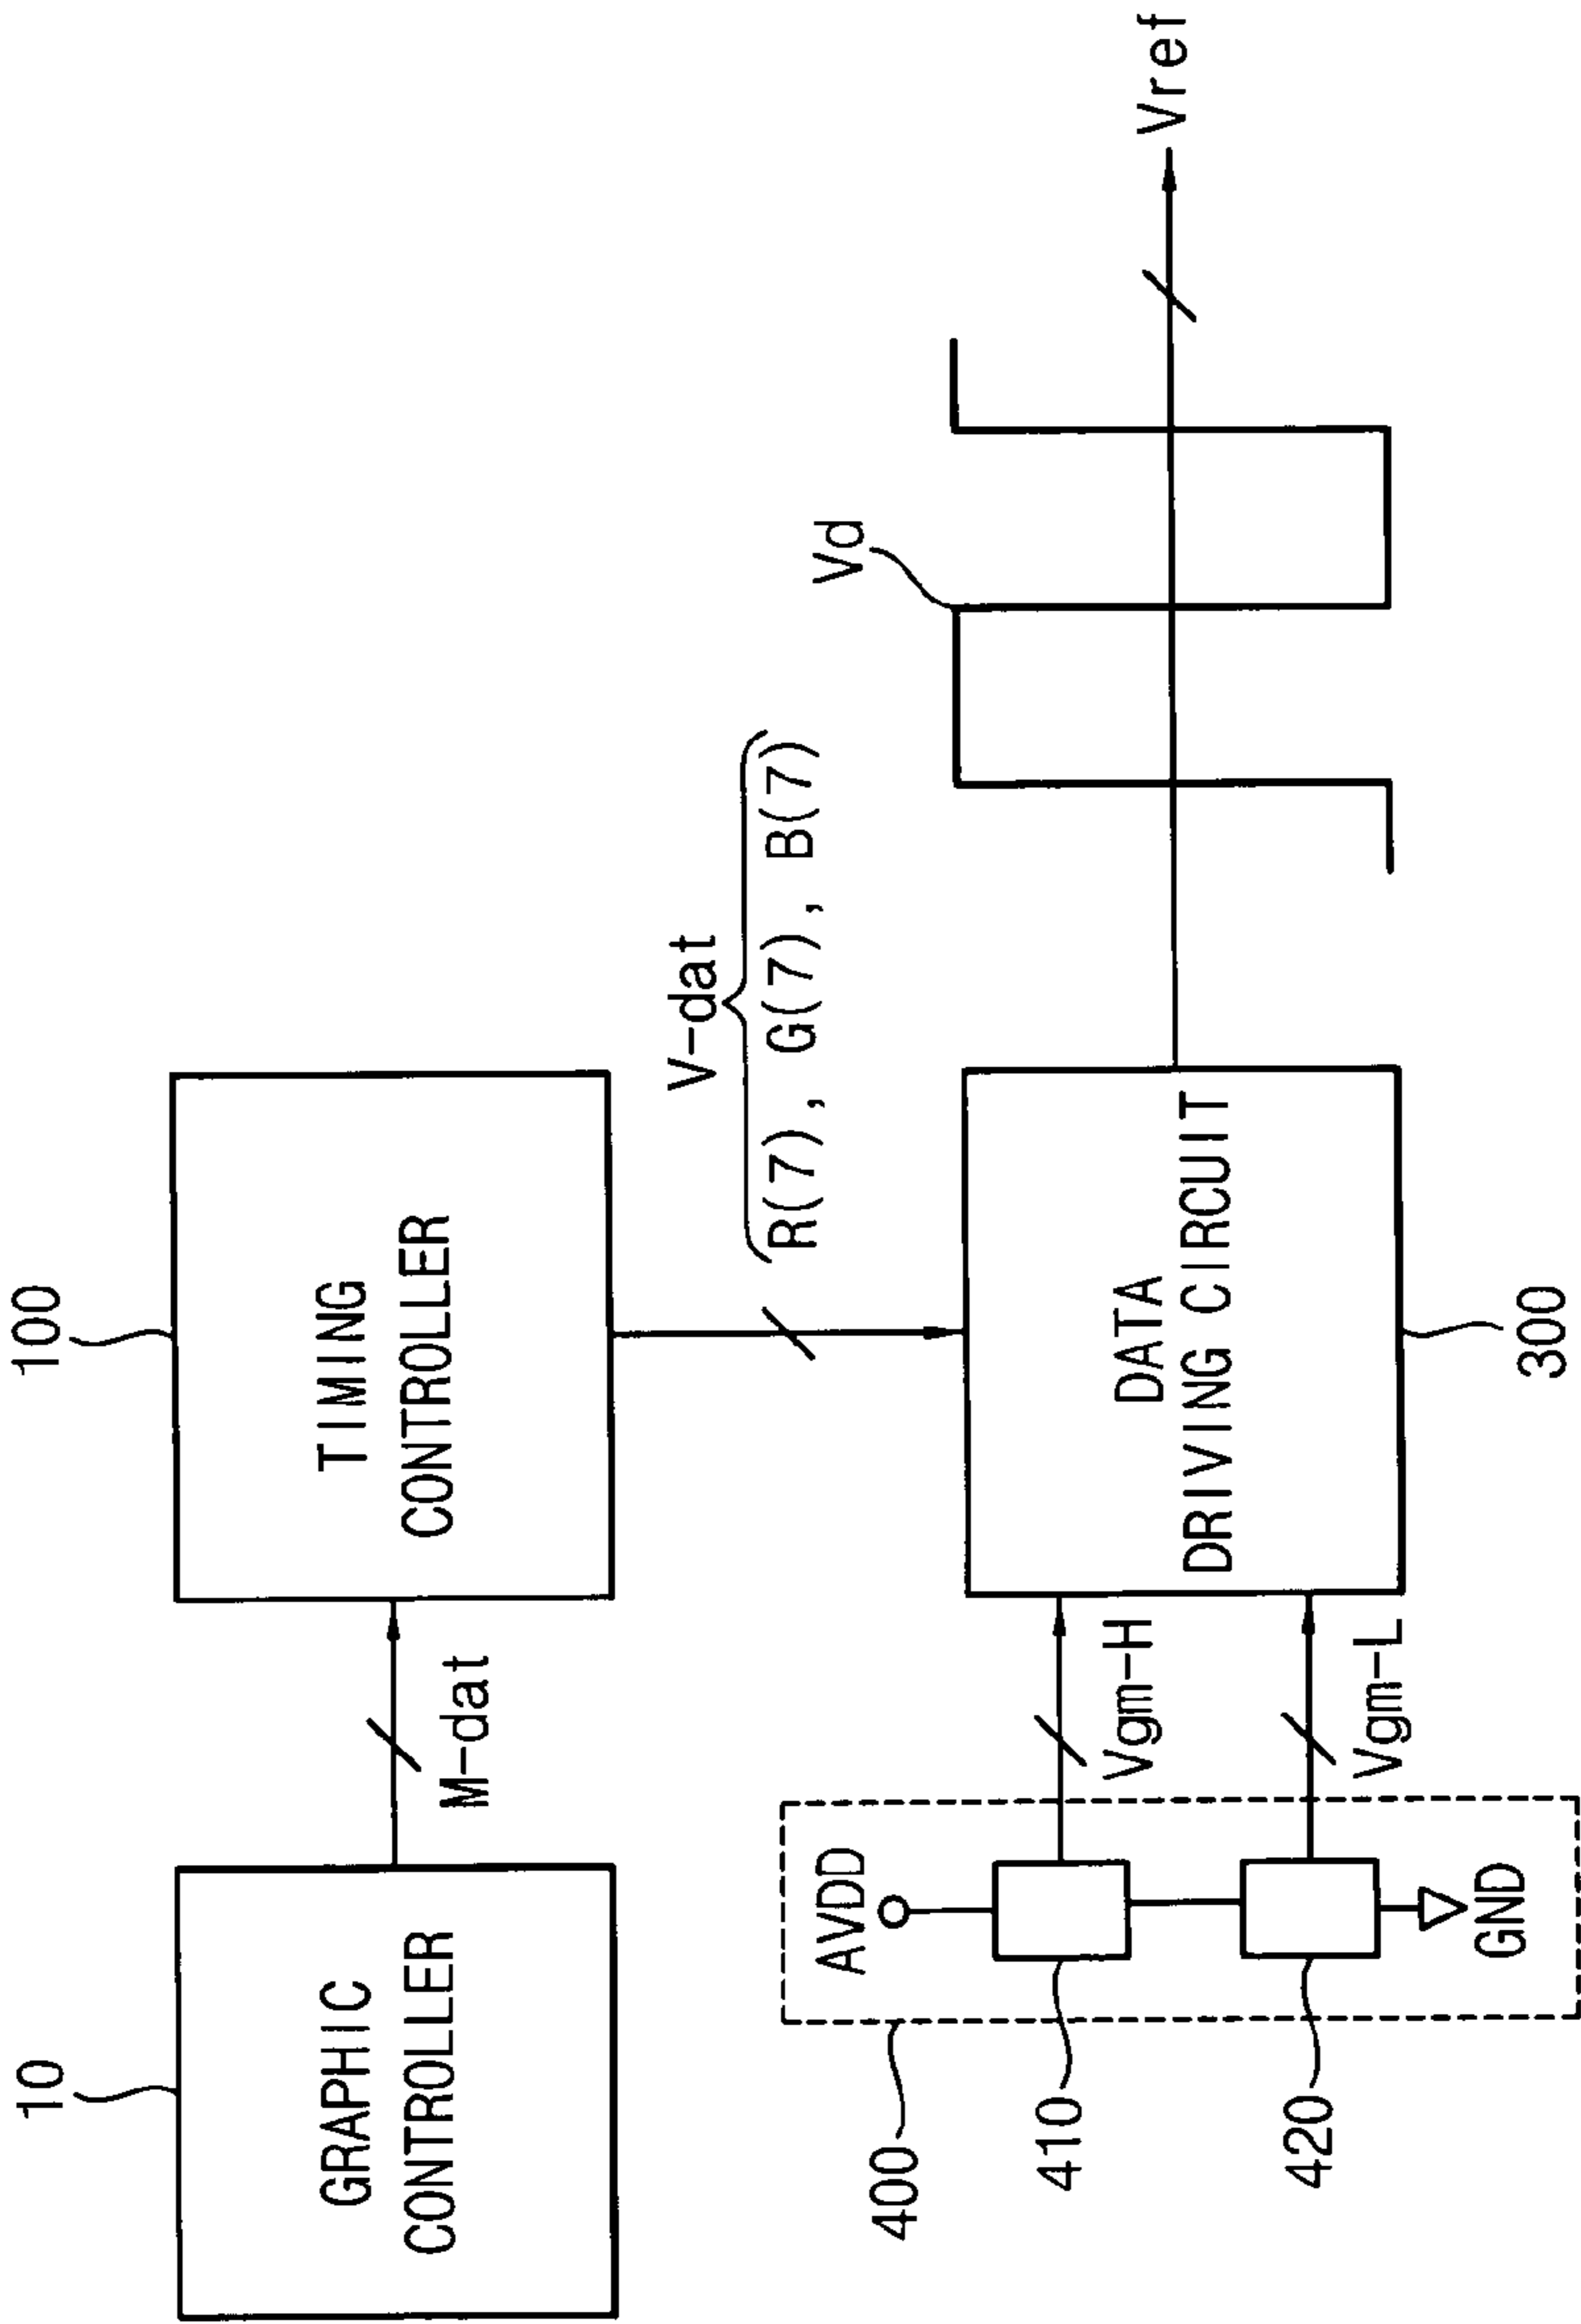 10
GRAPHIC
CONTROLLER
M-dat
100
TIMING
CONTROLLER
V-dat
R(7), G(7), B(7)
400
AVDD
410
420
GND
Vgm-H
Vgm-L
DATA
DRIVING CIRCUIT
300
Vd
Vref